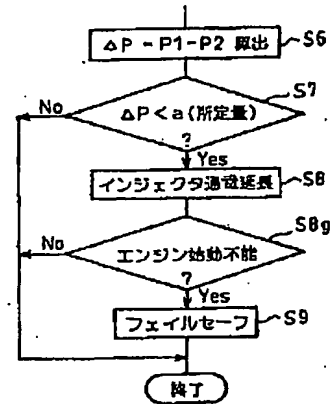 ΔP - P1-P2 算出
S6
S7
No
ΔP < a (所定量)
?
Yes
インジェクタ通電延長
S8
S8g
No
エンジン始動不能
?
Yes
フェイルセーフ
S9
終了